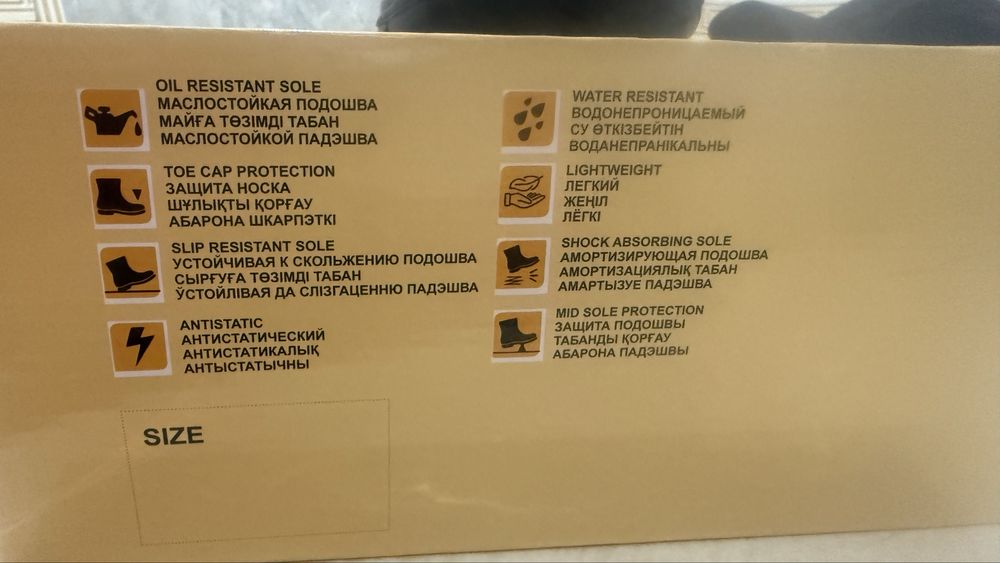 OIL RESISTANT SOLE
МАСЛОСТОЙКАЯ ПОДОШВА
МАЙҒА ТӨЗІМДІ ТАБАН
МАСЛОСТОЙКОЙ ПАДЭШВА
TOE CAP PROTECTION
ЗАЩИТА НОСКА
ШҰЛЫҚТЫ ҚОРҒАУ
АБАРОНА ШКАРПЭТКІ
SLIP RESISTANT SOLE
УСТОЙЧИВАЯ К СКОЛЬЖЕНИЮ ПОДОШВА
СЫРҒУҒА ТӨЗІМДІ ТАБАН
ЎСТОЙЛІВАЯ ДА СЛІЗГАЦЕННЮ ПАДЭШВА
ANTISTATIC
АНТИСТАТИЧЕСКИЙ
АНТИСТАТИКАЛЫҚ
АНТЫСТАТЫЧНЫ
WATER RESISTANT
ВОДОНЕПРОНИЦАЕМЫЙ
СУ ӨТКІЗБЕЙТІН
ВОДАНЕПРАНІКАЛЬНЫ
LIGHTWEIGHT
ЛЕГКИЙ
ЖЕҢІЛ
ЛЁГКІ
SHOCK ABSORBING SOLE
АМОРТИЗИРУЮЩАЯ ПОДОШВА
АМОРТИЗАЦИЯЛЫҚ ТАБАН
АМАРТЫЗУЕ ПАДЭШВА
MID SOLE PROTECTION
ЗАЩИТА ПОДОШВЫ
ТАБАНДЫ ҚОРҒАУ
АБАРОНА ПАДЭШВЫ
SIZE